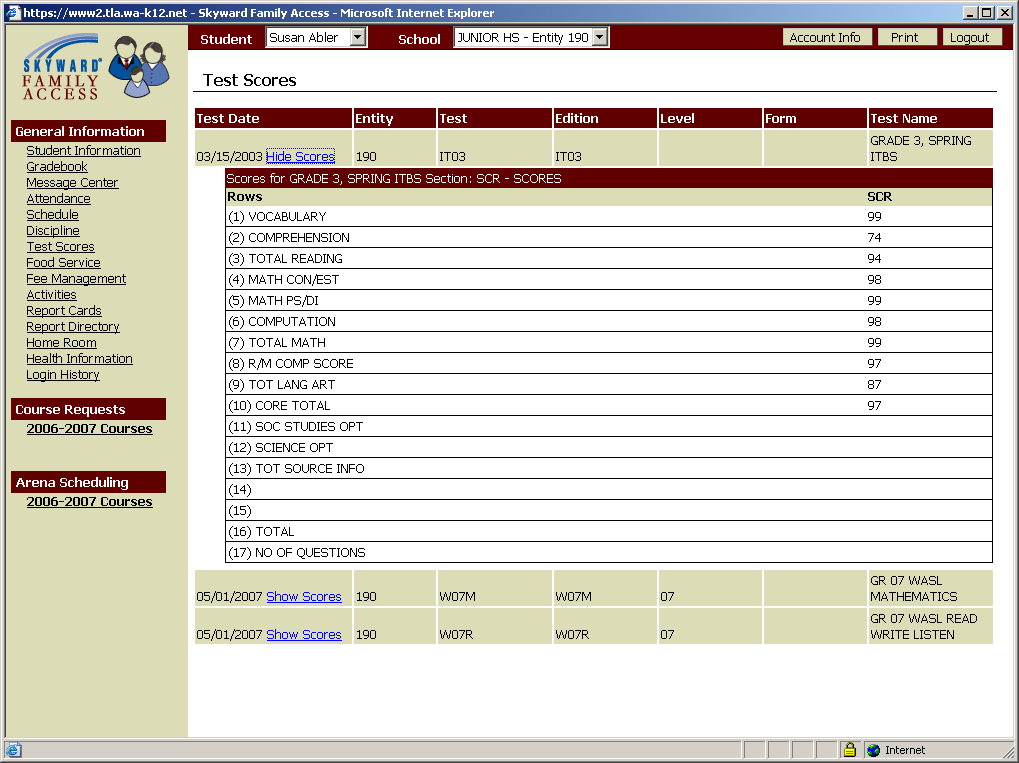 https://www2.tla.wa-k12.net - Skyward Family Access - Microsoft Internet Explorer
SKYWARD®
FAMILY
ACCESS
Student Susan Abler School JUNIOR HS - Entity 190 Account Info Print Logout
General Information
Student Information
Gradebook
Message Center
Attendance
Schedule
Discipline
Test Scores
Food Service
Fee Management
Activities
Report Cards
Report Directory
Home Room
Health Information
Login History
Course Requests
2006-2007 Courses
Arena Scheduling
2006-2007 Courses
Test Scores
Test Date Entity Test Edition Level Form Test Name
03/15/2003 Hide Scores 190 IT03 IT03 GRADE 3, SPRING
ITBS
Scores for GRADE 3, SPRING ITBS Section: SCR - SCORES
Rows SCR
(1) VOCABULARY 99
(2) COMPREHENSION 74
(3) TOTAL READING 94
(4) MATH CON/EST 98
(5) MATH PS/DI 99
(6) COMPUTATION 98
(7) TOTAL MATH 99
(8) R/M COMP SCORE 97
(9) TOT LANG ART 87
(10) CORE TOTAL 97
(11) SOC STUDIES OPT
(12) SCIENCE OPT
(13) TOT SOURCE INFO
(14)
(15)
(16) TOTAL
(17) NO OF QUESTIONS
05/01/2007 Show Scores 190 W07M W07M 07 GR 07 WASL
MATHEMATICS
05/01/2007 Show Scores 190 W07R W07R 07 GR 07 WASL READ
WRITE LISTEN
Internet